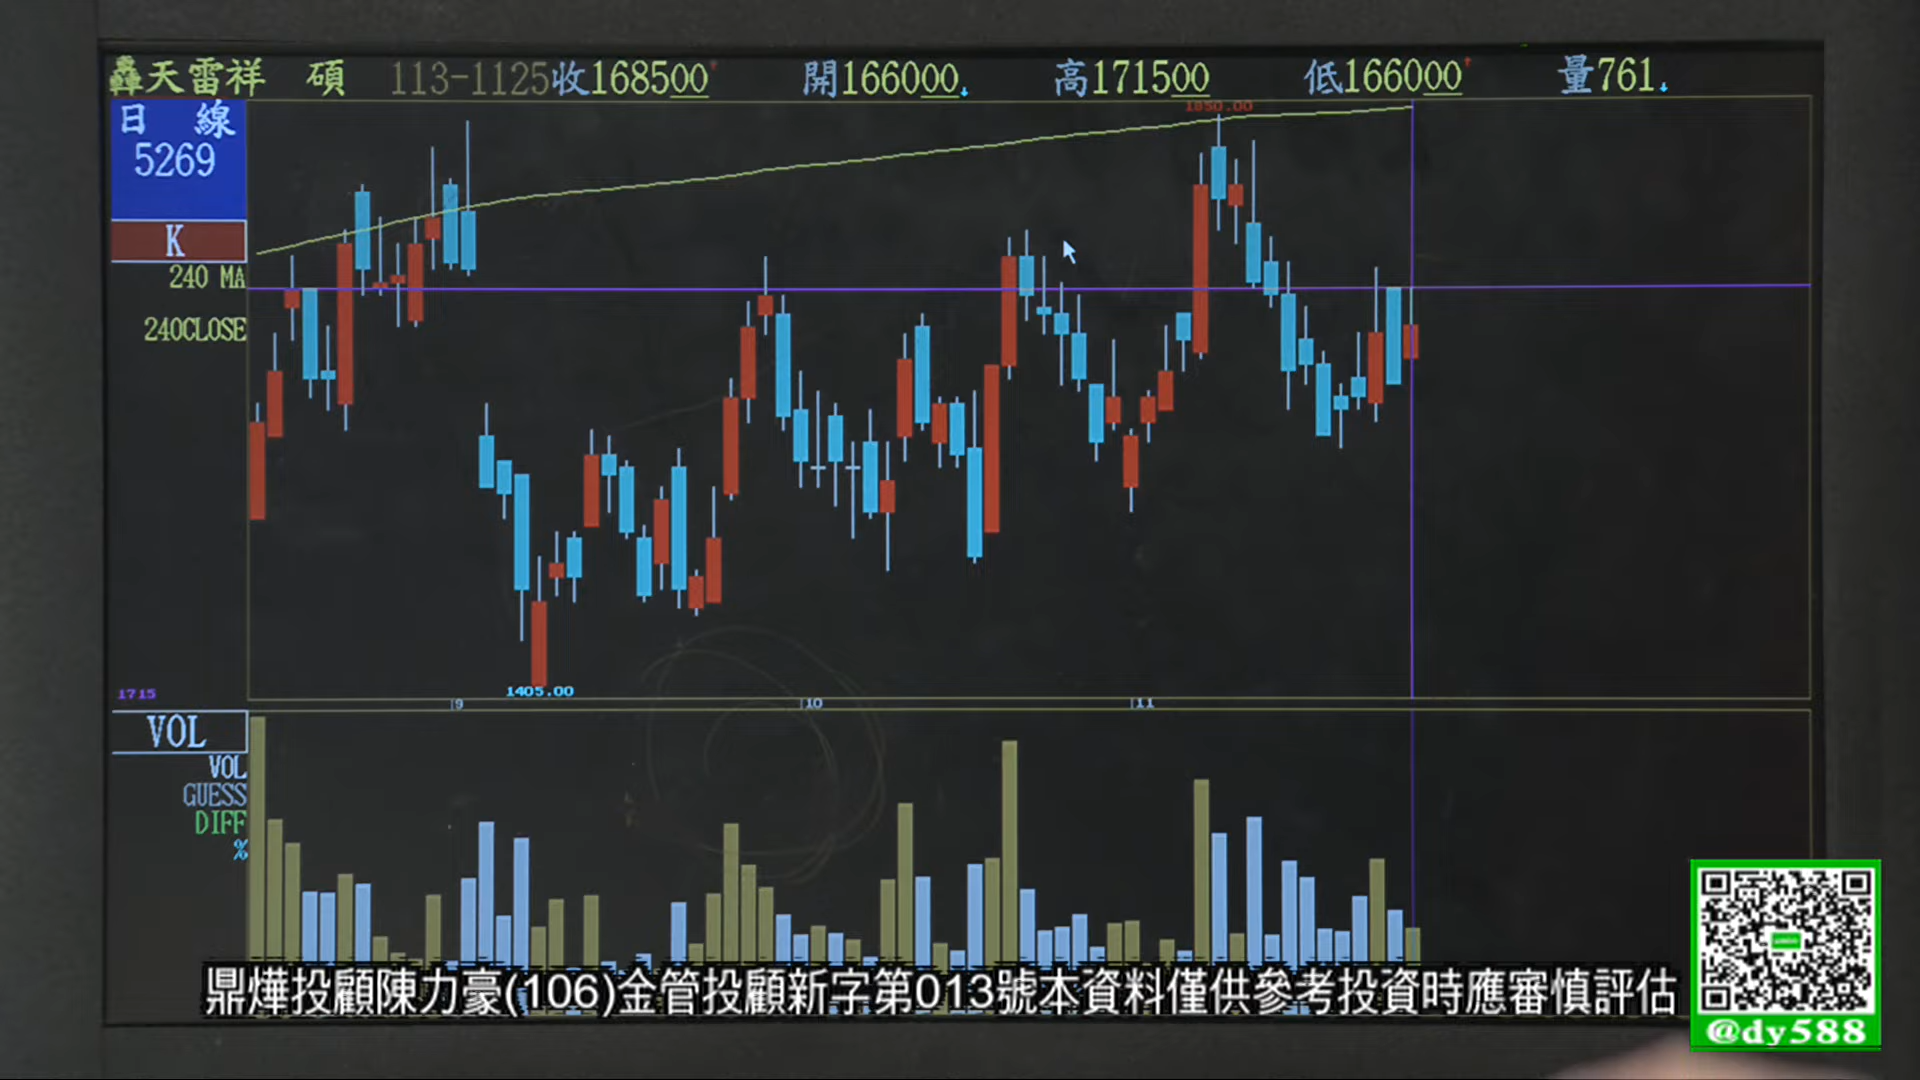 驫天雷祥 碩 113-1125收168500 開166000 高171500 低166000 量761
日 線
5269
K
240 MA
240CLOSE
1850.00
1405.00
1715
9 10 11
VOL
VOL
GUESS
DIFF
%
鼎燁投顧陳力豪(106)金管投顧新字第013號本資料僅供參考投資時應審慎評估
@dy588